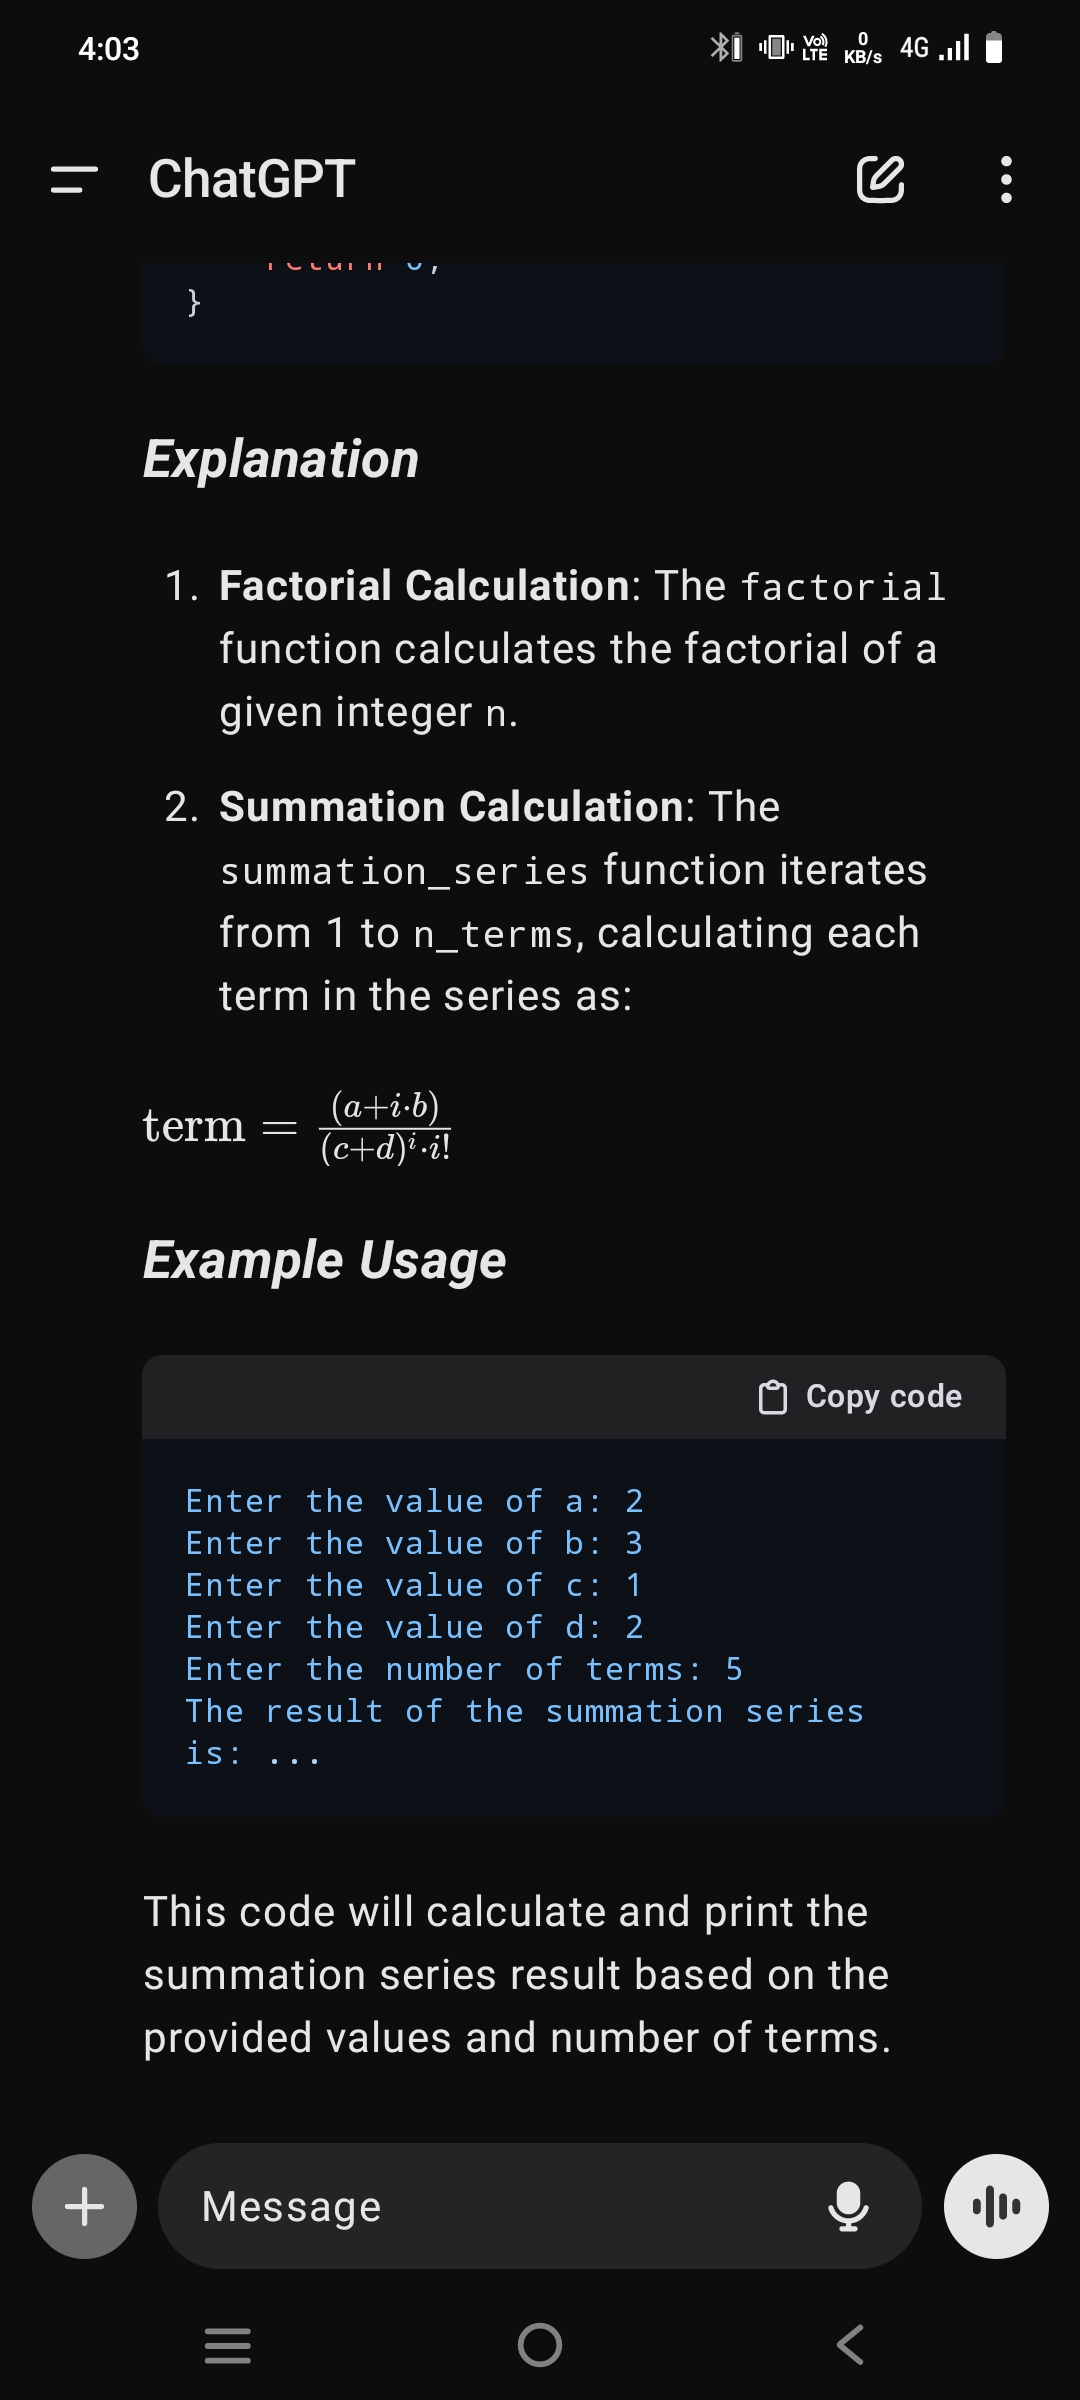 4:03
Vo)) LTE
0 KB/s
4G
ChatGPT
return 0;
}
Explanation
1. Factorial Calculation: The factorial
function calculates the factorial of a
given integer n.
2. Summation Calculation: The
summation_series function iterates
from 1 to n_terms, calculating each
term in the series as:
term = (a+i·b) / (c+d)^i·i!
Example Usage
Copy code
Enter the value of a: 2
Enter the value of b: 3
Enter the value of c: 1
Enter the value of d: 2
Enter the number of terms: 5
The result of the summation series
is: ...
This code will calculate and print the
summation series result based on the
provided values and number of terms.
Message